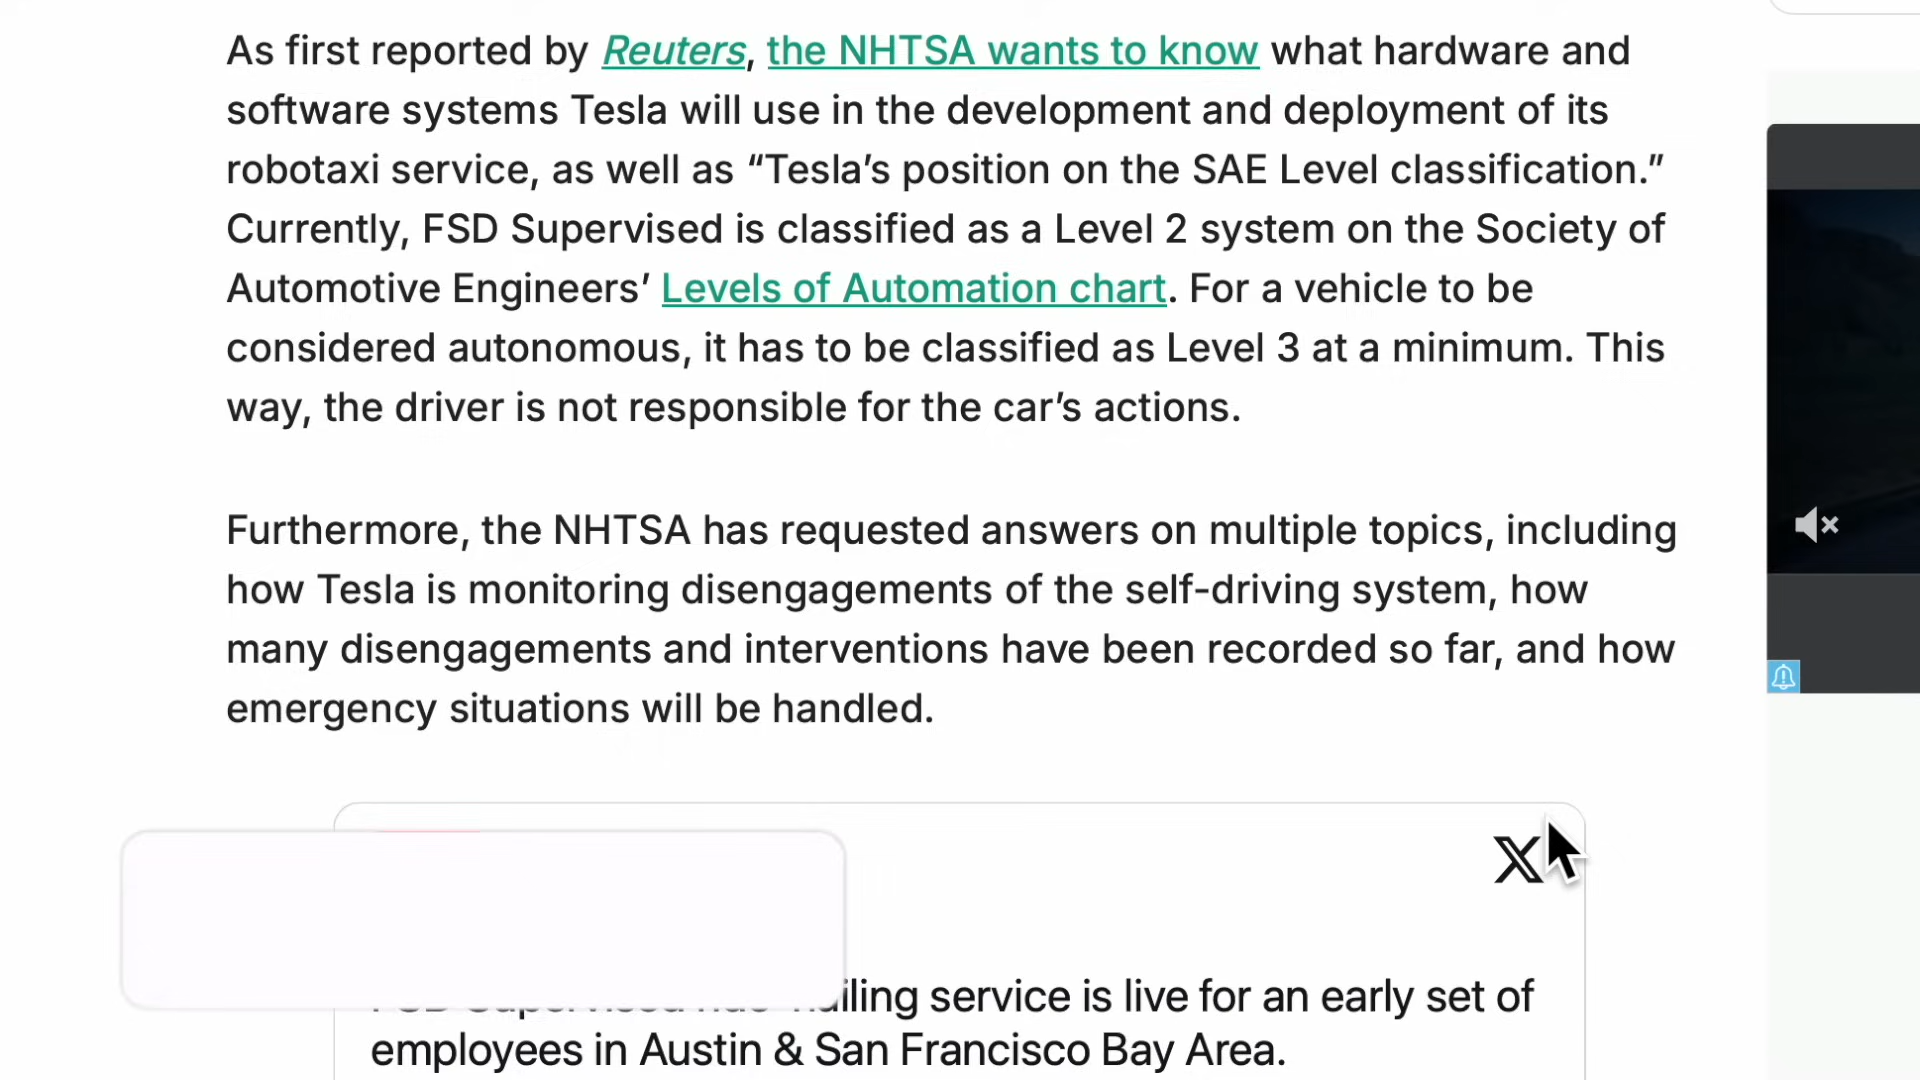 As first reported by Reuters, the NHTSA wants to know what hardware and
software systems Tesla will use in the development and deployment of its
robotaxi service, as well as “Tesla’s position on the SAE Level classification.”
Currently, FSD Supervised is classified as a Level 2 system on the Society of
Automotive Engineers’ Levels of Automation chart. For a vehicle to be
considered autonomous, it has to be classified as Level 3 at a minimum. This
way, the driver is not responsible for the car’s actions.
Furthermore, the NHTSA has requested answers on multiple topics, including
how Tesla is monitoring disengagements of the self-driving system, how
many disengagements and interventions have been recorded so far, and how
emergency situations will be handled.
service is live for an early set of
employees in Austin & San Francisco Bay Area.